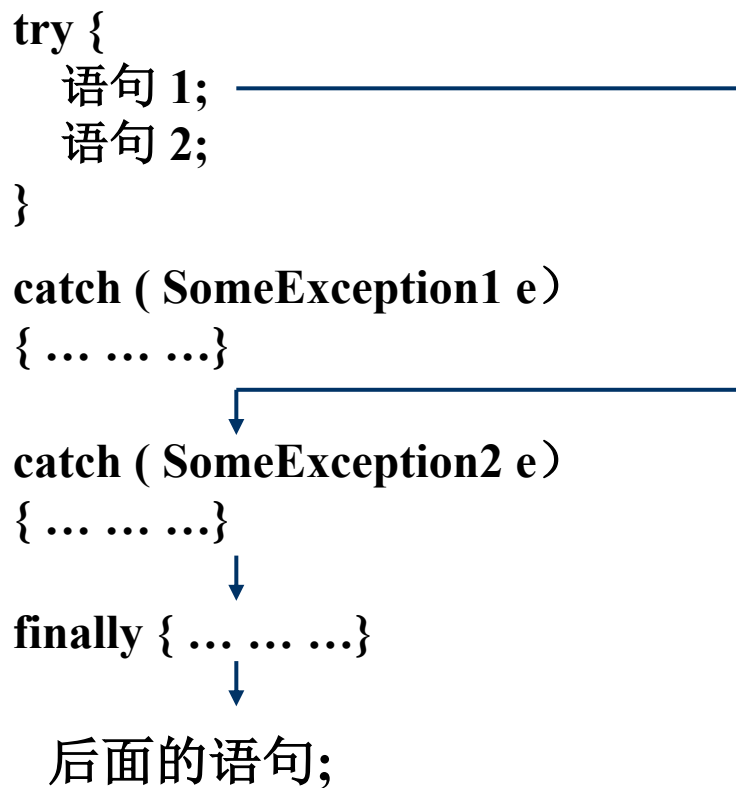 try {
语句 1;
语句 2;
}
catch ( SomeException1 e）
{ … … …}
catch ( SomeException2 e）
{ … … …}
finally { … … …}
后面的语句;